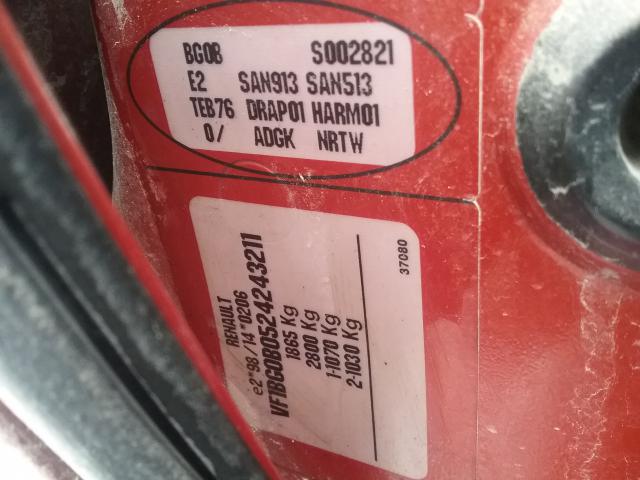 BG0B S002821
E2 SAN913 SAN513
TEB76 DRAP01 HARM01
0/ ADGK NRTW
RENAULT
e2*98/14*0206
VF1BG0B0524243211
1865 Kg
2800 Kg
1-1070 Kg
2-1030 Kg
37080